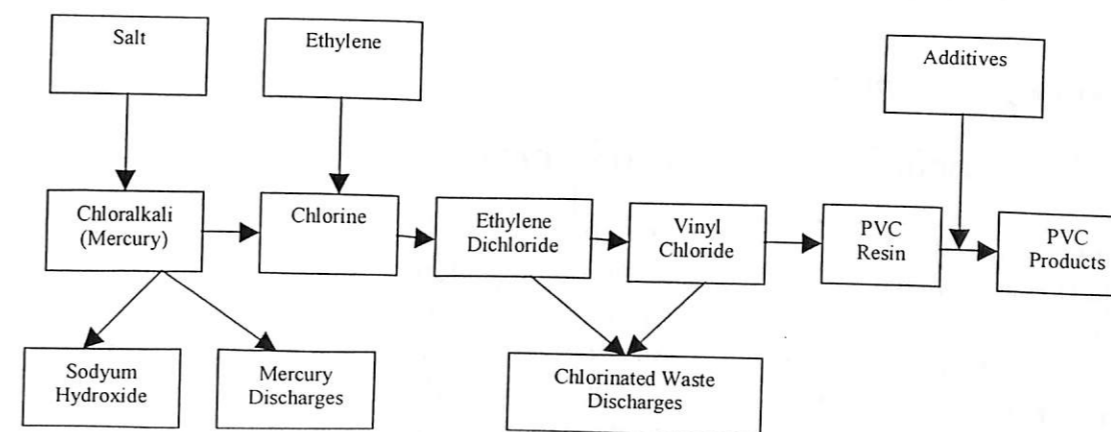 Salt
Ethylene
Additives
Chloralkali
(Mercury)
Chlorine
Ethylene
Dichloride
Vinyl
Chloride
PVC
Resin
PVC
Products
Sodyum
Hydroxide
Mercury
Discharges
Chlorinated Waste
Discharges